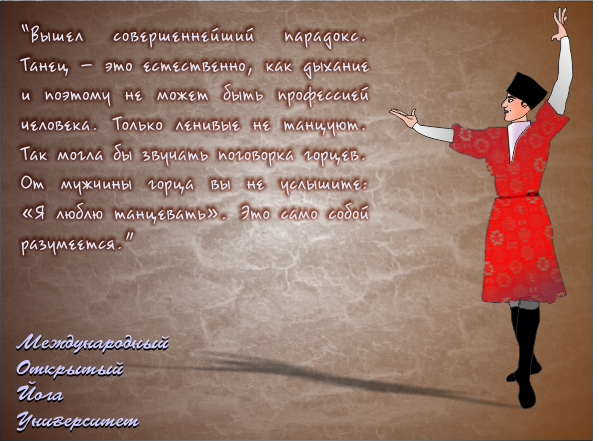 "Вышел совершеннейший парадокс.
Танец – это естественно, как дыхание
и поэтому не может быть профессией
человека. Только ленивые не танцуют.
Так могла бы звучать поговорка горцев.
От мужчины горца вы не услышите:
«Я люблю танцевать». Это само собой
разумеется."
Международный
Открытый
Йога
Университет